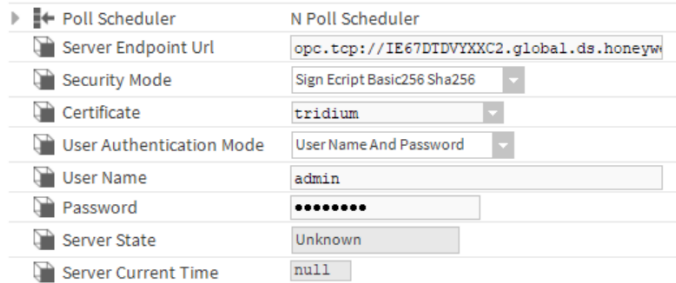 Poll Scheduler N Poll Scheduler
Server Endpoint Url opc.tcp://IE67DTDVYXXC2.global.ds.honeyw
Security Mode Sign Ecript Basic256 Sha256
Certificate tridium
User Authentication Mode User Name And Password
User Name admin
Password ●●●●●●●●
Server State Unknown
Server Current Time null